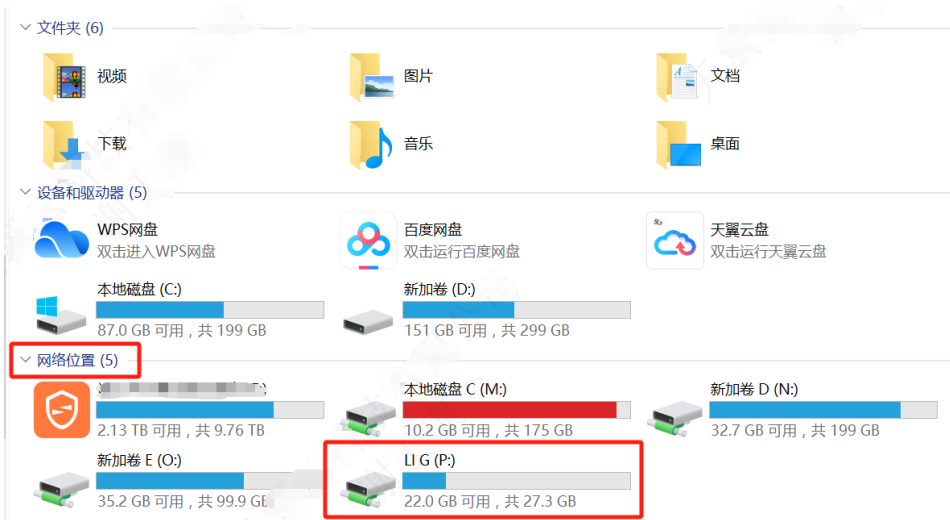 文件夹 (6)
视频
图片
文档
下载
音乐
桌面
设备和驱动器 (5)
WPS网盘
双击进入WPS网盘
百度网盘
双击运行百度网盘
天翼云盘
双击运行天翼云盘
本地磁盘 (C:)
87.0 GB 可用，共 199 GB
新加卷 (D:)
151 GB 可用，共 299 GB
网络位置 (5)
2.13 TB 可用，共 9.76 TB
本地磁盘 C (M:)
10.2 GB 可用，共 175 GB
新加卷 D (N:)
32.7 GB 可用，共 199 GB
新加卷 E (O:)
35.2 GB 可用，共 99.9 GB
LI G (P:)
22.0 GB 可用，共 27.3 GB